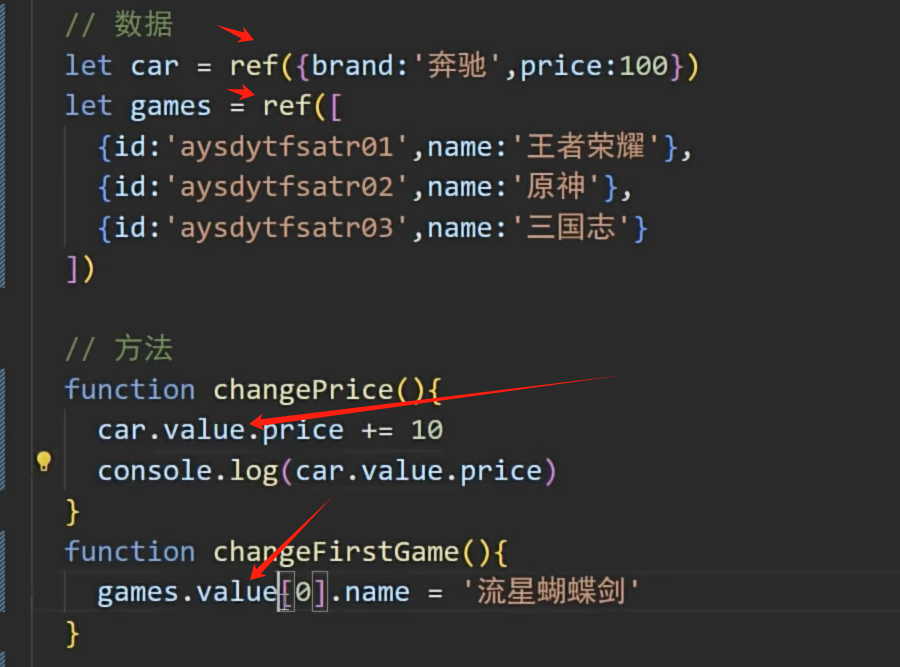 // 数据
let car = ref({brand:'奔驰',price:100})
let games = ref([
{id:'aysdytfsatr01',name:'王者荣耀'},
{id:'aysdytfsatr02',name:'原神'},
{id:'aysdytfsatr03',name:'三国志'}
])
// 方法
function changePrice(){
car.value.price += 10
console.log(car.value.price)
}
function changeFirstGame(){
games.value[0].name = '流星蝴蝶剑'
}